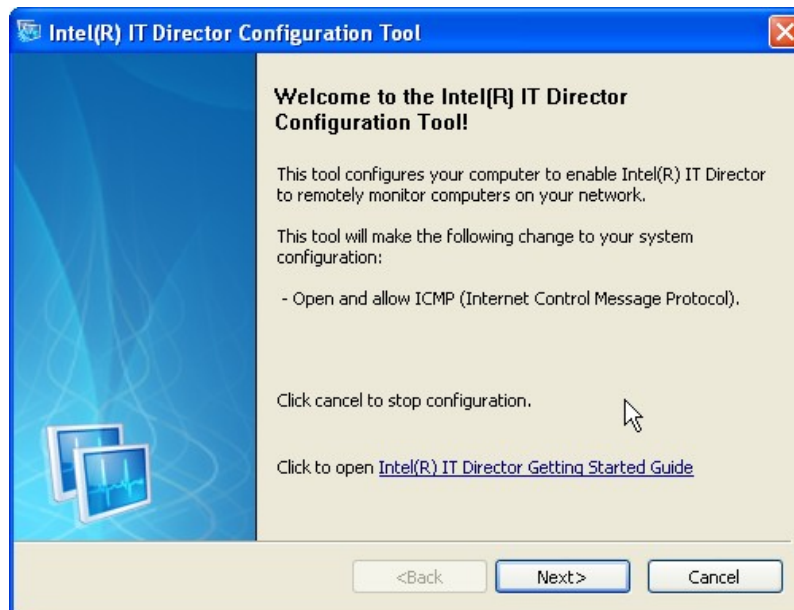 Intel(R) IT Director Configuration Tool
Welcome to the Intel(R) IT Director
Configuration Tool!
This tool configures your computer to enable Intel(R) IT Director
to remotely monitor computers on your network.
This tool will make the following change to your system
configuration:
- Open and allow ICMP (Internet Control Message Protocol).
Click cancel to stop configuration.
Click to open Intel(R) IT Director Getting Started Guide
<Back
Next>
Cancel